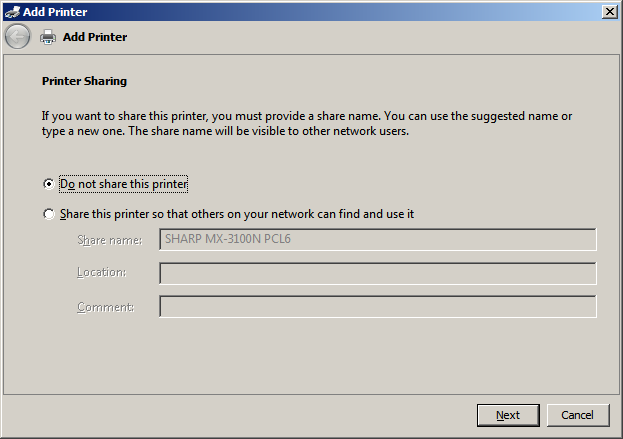 Add Printer
Add Printer
Printer Sharing
If you want to share this printer, you must provide a share name. You can use the suggested name or
type a new one. The share name will be visible to other network users.
Do not share this printer
Share this printer so that others on your network can find and use it
Share name: SHARP MX-3100N PCL6
Location:
Comment:
Next Cancel